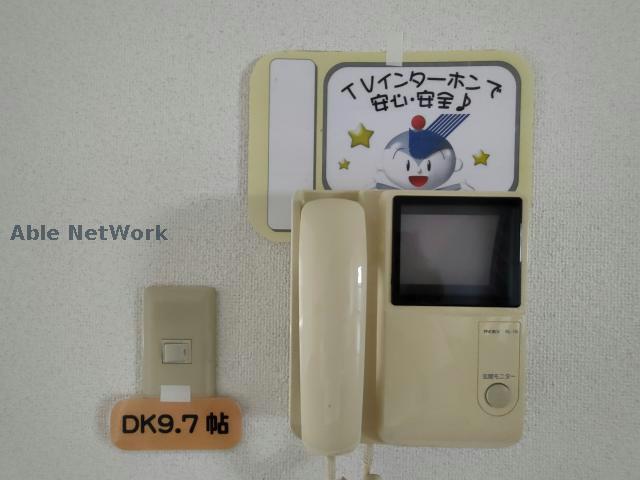 TVインターホンで
安心・安全♪
Able NetWork
玄関モニター
DK9.7帖